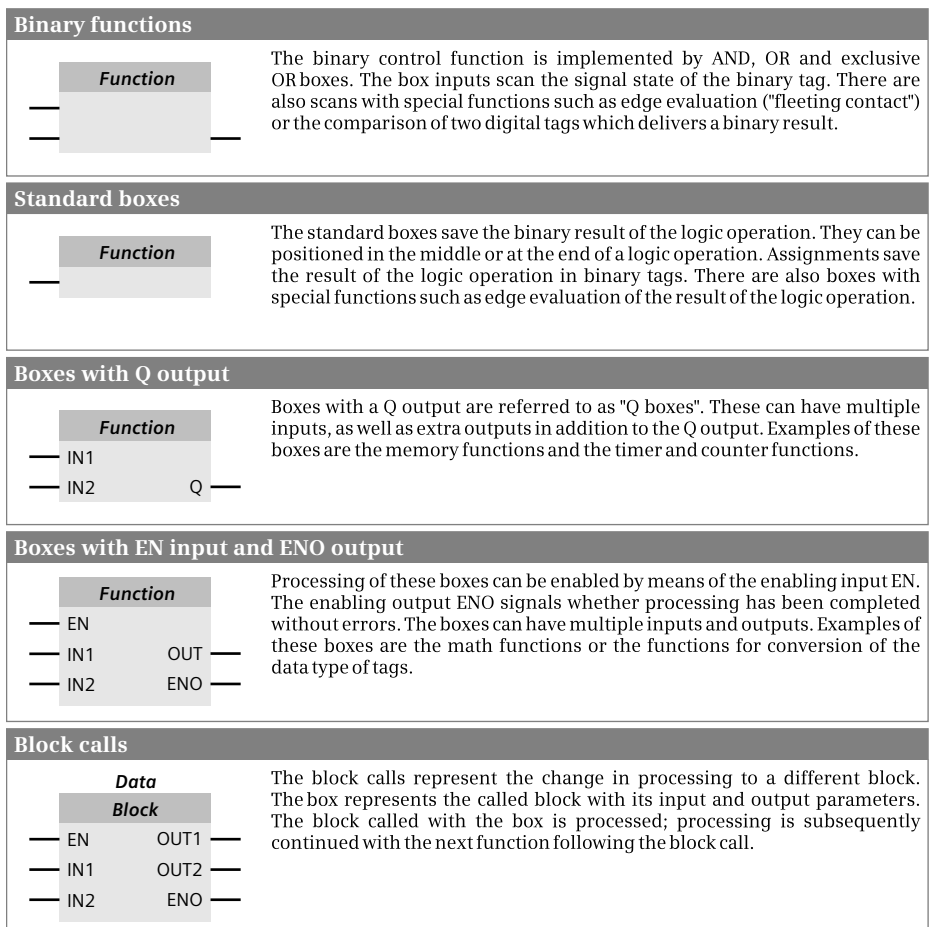 Binary functions
Function
The binary control function is implemented by AND, OR and exclusive
OR boxes. The box inputs scan the signal state of the binary tag. There are
also scans with special functions such as edge evaluation ("fleeting contact")
or the comparison of two digital tags which delivers a binary result.
Standard boxes
Function
The standard boxes save the binary result of the logic operation. They can be
positioned in the middle or at the end of a logic operation. Assignments save
the result of the logic operation in binary tags. There are also boxes with
special functions such as edge evaluation of the result of the logic operation.
Boxes with Q output
Function
IN1
IN2 Q
Boxes with a Q output are referred to as "Q boxes". These can have multiple
inputs, as well as extra outputs in addition to the Q output. Examples of these
boxes are the memory functions and the timer and counter functions.
Boxes with EN input and ENO output
Function
EN
IN1 OUT
IN2 ENO
Processing of these boxes can be enabled by means of the enabling input EN.
The enabling output ENO signals whether processing has been completed
without errors. The boxes can have multiple inputs and outputs. Examples of
these boxes are the math functions or the functions for conversion of the
data type of tags.
Block calls
Data
Block
EN OUT1
IN1 OUT2
IN2 ENO
The block calls represent the change in processing to a different block.
The box represents the called block with its input and output parameters.
The block called with the box is processed; processing is subsequently
continued with the next function following the block call.